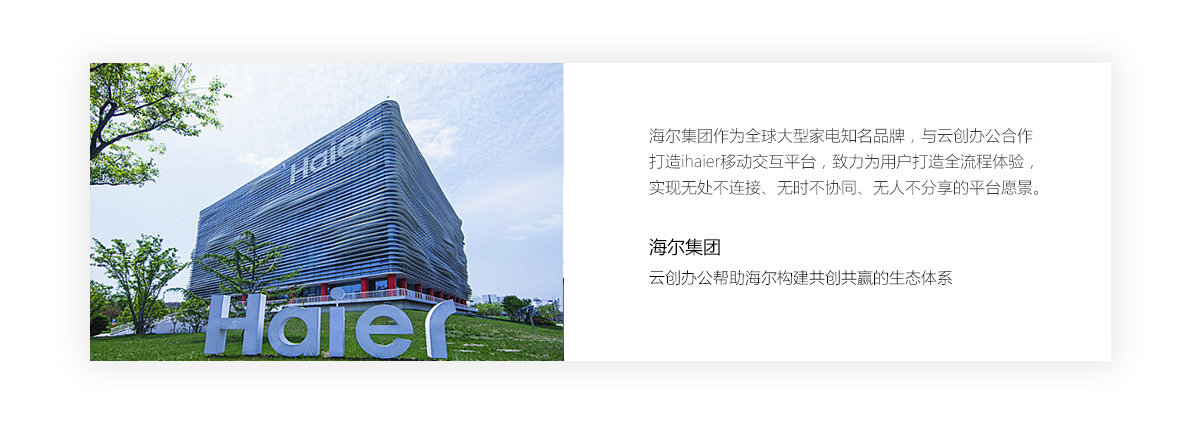 Haier
Haier
海尔集团作为全球大型家电知名品牌，与云创办公合作
打造ihaier移动交互平台，致力为用户打造全流程体验，
实现无处不连接、无时不协同、无人不分享的平台愿景。
海尔集团
云创办公帮助海尔构建共创共赢的生态体系